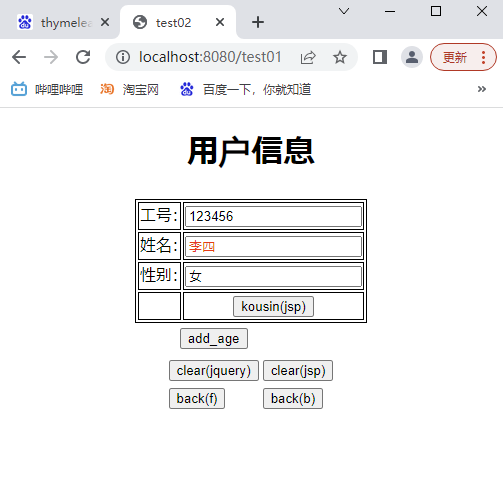 thymelea
test02
localhost:8080/test01
更新
哔哩哔哩
淘 淘宝网
百度一下，你就知道
用户信息
工号: 123456
姓名: 李四
性别: 女
kousin(jsp)
add_age
clear(jquery) clear(jsp)
back(f) back(b)